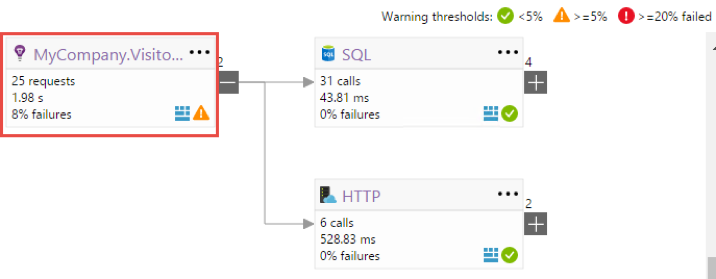 Warning thresholds: <5% >=5% >=20% failed
MyCompany.Visito... 2
25 requests
1.98 s
8% failures
SQL 4
31 calls
43.81 ms
0% failures
HTTP 2
6 calls
528.83 ms
0% failures